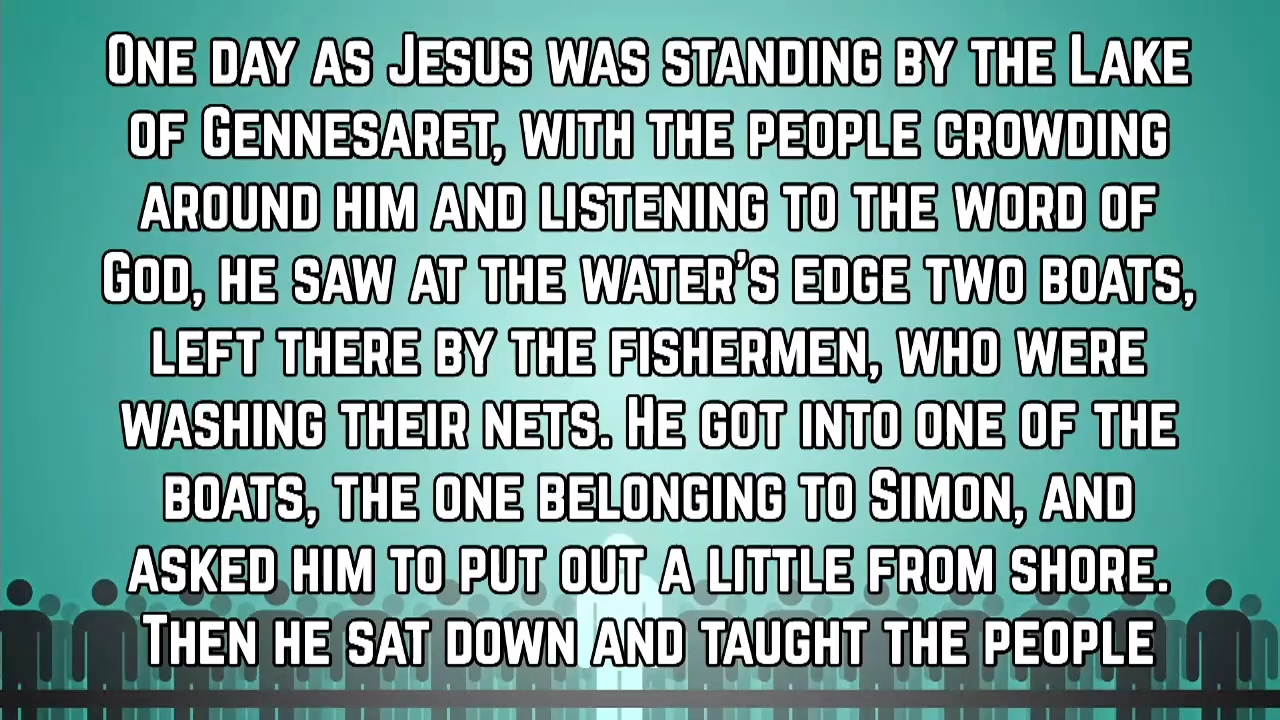 One day as Jesus was standing by the Lake
of Gennesaret, with the people crowding
around him and listening to the word of
God, he saw at the water’s edge two boats,
left there by the fishermen, who were
washing their nets. He got into one of the
boats, the one belonging to Simon, and
asked him to put out a little from shore.
Then he sat down and taught the people